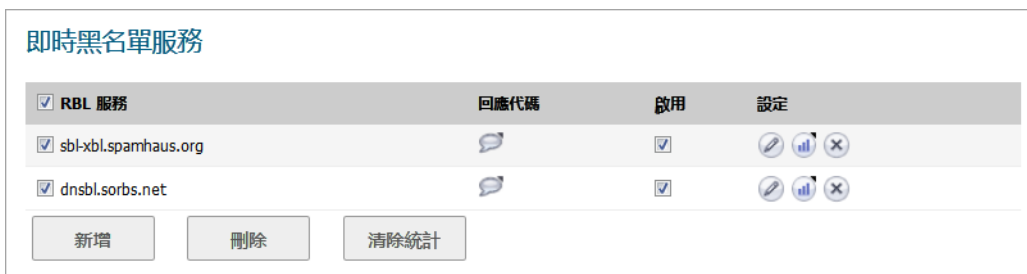 即時黑名單服務
RBL 服務 回應代碼 啟用 設定
sbl-xbl.spamhaus.org
dnsbl.sorbs.net
新增 刪除 清除統計